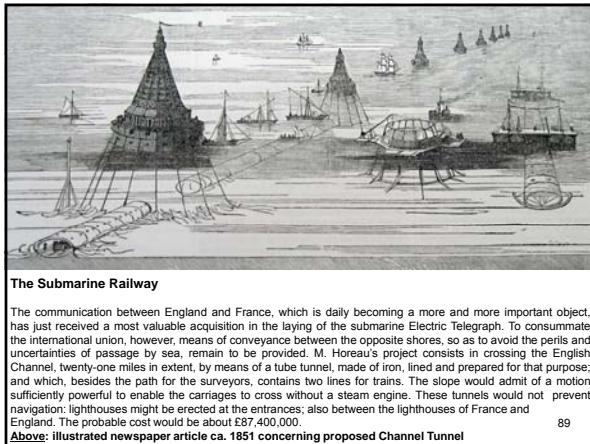 The Submarine Railway
The communication between England and France, which is daily becoming a more and more important object,
has just received a most valuable acquisition in the laying of the submarine Electric Telegraph. To consummate
the international union, however, means of conveyance between the opposite shores, so as to avoid the perils and
uncertainties of passage by sea, remain to be provided. M. Horeau's project consists in crossing the English
Channel, twenty-one miles in extent, by means of a tube tunnel, made of iron, lined and prepared for that purpose;
and which, besides the path for the surveyors, contains two lines for trains. The slope would admit of a motion
sufficiently powerful to enable the carriages to cross without a steam engine. These tunnels would not prevent
navigation: lighthouses might be erected at the entrances; also between the lighthouses of France and
England. The probable cost would be about £87,400,000.
89
Above: illustrated newspaper article ca. 1851 concerning proposed Channel Tunnel